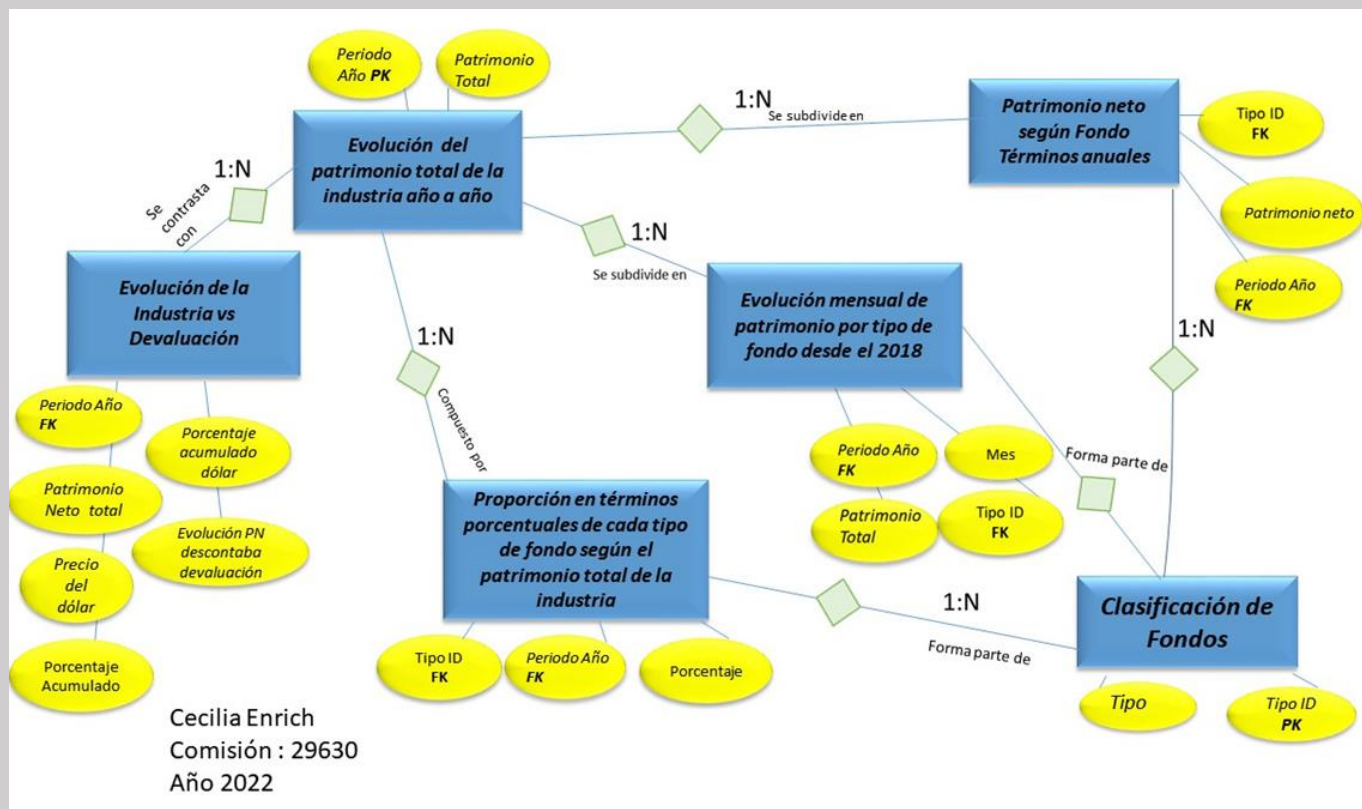 Periodo
Año PK
Patrimonio
Total
Evolución del
patrimonio total de la
industria año a año
1:N
Se subdivide en
Patrimonio neto
según Fondo
Términos anuales
Tipo ID
FK
Patrimonio neto
Periodo Año
FK
1:N
Se
contrasta
con
1:N
Se subdivide en
Evolución de la
Industria vs
Devaluación
Evolución mensual de
patrimonio por tipo de
fondo desde el 2018
1:N
1:N
Compuesto por
Periodo Año
FK
Porcentaje
acumulado
dólar
Patrimonio
Neto total
Evolución PN
descontaba
devaluación
Precio
del
dólar
Porcentaje
Acumulado
Periodo Año
FK
Mes
Patrimonio
Total
Tipo ID
FK
Forma parte de
Proporción en términos
porcentuales de cada tipo
de fondo según el
patrimonio total de la
industria
1:N
Forma parte de
Clasificación de
Fondos
Tipo ID
FK
Periodo Año
FK
Porcentaje
Tipo
Tipo ID
PK
Cecilia Enrich
Comisión : 29630
Año 2022